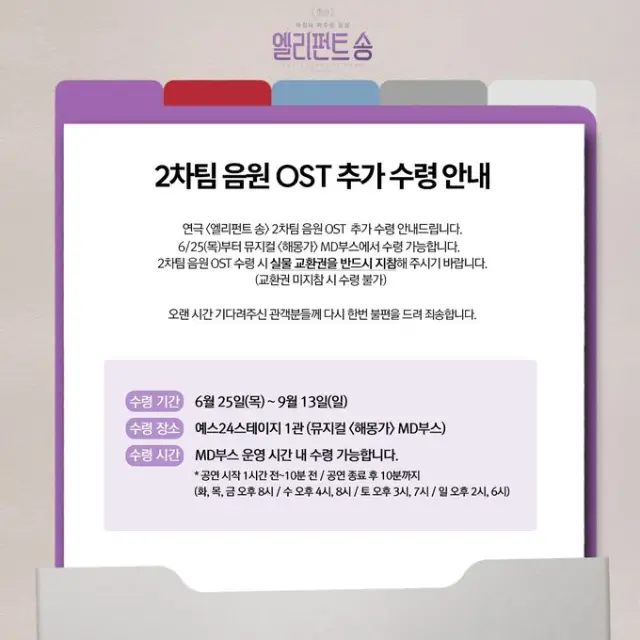 엘리펀트 송
2차팀 음원 OST 추가 수령 안내
연극 〈엘리펀트 송〉 2차팀 음원 OST 추가 수령 안내드립니다.
6/25(목)부터 뮤지컬 〈해몽가〉 MD부스에서 수령 가능합니다.
2차팀 음원 OST 수령 시 실물 교환권을 반드시 지참해 주시기 바랍니다.
(교환권 미지참 시 수령 불가)
오랜 시간 기다려주신 관객분들께 다시 한번 불편을 드려 죄송합니다.
수령 기간 6월 25일(목) ~ 9월 13일(일)
수령 장소 예스24스테이지 1관 (뮤지컬 〈해몽가〉 MD부스)
수령 시간 MD부스 운영 시간 내 수령 가능합니다.
* 공연 시작 1시간 전~10분 전 / 공연 종료 후 10분까지
(화, 목, 금 오후 8시 / 수 오후 4시, 8시 / 토 오후 3시, 7시 / 일 오후 2시, 6시)